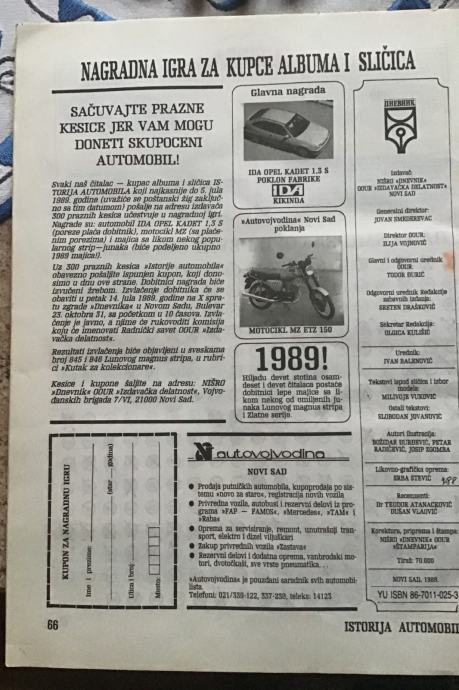 NAGRADNA IGRA ZA KUPCE ALBUMA I SLIČICA
SAČUVAJTE PRAZNE
KESICE JER VAM MOGU
DONETI SKUPOCENI
AUTOMOBIL!
Svaki naš čitalac — kupac albuma i sličica »IS-
TORIJA AUTOMOBILA koji najkasnije do 5. jula
1989. godine (uvažiće se poštanski žig zaključ-
no sa tim datumom) pošalje na adresu izdavača
300 praznih kesica učestvuje u nagradnoj igri.
Nagrade su: automobil IDA OPEL KADET 1,3 S
(poreze plaća dobitnik), motocikl MZ (sa plaće-
nim porezima) i majica sa likom nekog popu-
larnog strip—junaka (biće podeljeno ukupno
1989 majica!).
Uz 300 praznih kesica »Istorije automobila«
obavezno pošaljite ispunjen kupon, koji dono-
simo u dnu ove strane. Dobitnici nagrada biće
izvučeni žrebom. Izvlačenje dobitnika će se
obaviti u petak 14. jula 1989. godine na X spra-
tu zgrade »Dnevnika« u Novom Sadu, Bulevar
23. oktobra 31, sa početkom u 10 časova. Izvla-
čenje je javno, a njime će rukovoditi komisija
koju će imenovati Radnički savet OOUR »Izda-
vačka delatnost«.
Rezultati izvlačenja biće objavljeni u sveskama
broj 845 i 846 Lunovog magnus stripa, u rubri-
ci »Kutak za kolekcionare«.
Kesice i kupone šaljite na adresu: NIŠRO
»Dnevnik« OOUR »Izdavačka delatnost«, Vojvo-
đanskih brigada 7/VI, 21000 Novi Sad.
Glavna nagrada
IDA OPEL KADET 1,3 S
POKLON FABRIKE
IDA
KIKINDA
»Autovojvodina« Novi Sad
poklanja
MOTOCIKL MZ ETZ 150
1989!
Hiljadu devet stotina osam-
deset i devet čitalaca postaće
dobitnici lepe majice sa li-
kom nekog od omiljenih ju-
naka Lunovog magnus stripa
i Zlatne serije.
ДНЕВНИК
Izdavač:
NIŠRO »DNEVNIK«
OOUR »IZDAVAČKA DELATNOST«
NOVI SAD
Generalni direktor:
JOVAN SMEDEREVAC
Direktor OOUR:
ILIJA VOJNOVIĆ
Glavni i odgovorni urednik
OOUR:
TODOR ĐURIĆ
Odgovorni urednik Redakcije
zabavnih izdanja:
SRETEN DRAŠKOVIĆ
Sekretar Redakcije:
OLGICA KULIŠIĆ
Urednik:
IVAN BALENOVIĆ
Tekstovi ispod sličica i izbor
modela:
MILIVOJE VUKOVIĆ
Ostali tekstovi:
SLOBODAN JOVANOVIĆ
Autori ilustracija:
BOŽIDAR ĐURĐEVIĆ, PETAR
RADIČEVIĆ, JOSIP ZGOMBA
Likovno-grafička oprema:
SRBA STEVIĆ
Recenzenti:
Dr TEODOR ATANACKOVIĆ
DUŠAN VLAOVIĆ
Korektura, priprema i štampa:
NIŠRO »DNEVNIK« OOUR
»ŠTAMPARIJA«
Tiraž: 70.000
NOVI SAD, 1989.
YU ISBN 86-7011-025-3
KUPON ZA NAGRADNU IGRU
Ime i prezime:
(star godina)
Ulica i broj:
Mesto:
autovojvodina
NOVI SAD
● Prodaja putničkih automobila, kupoprodaja po sis-
temu »novo za staro«, registracija novih vozila
● Privredna vozila, autobusi i rezervni delovi iz pro-
grama »FAP — FAMOS«, »Mercedes«, »TAM« i
»Raba«
● Oprema za servisiranje, remont, unutrašnji tran-
sport, elektro i dizel viljuškari
● Zakup privrednih vozila »Zastava«
● Rezervni delovi i dodatna oprema, vanbrodski mo-
tori, dvotočkaši, sve vrste pneumatika. . .
»Autovojvodina« je pouzdani saradnik svih automobi-
lista.
Telefoni: 021/339-122, 337-239, teleks: 14123
66
ISTORIJA AUTOMOBIL